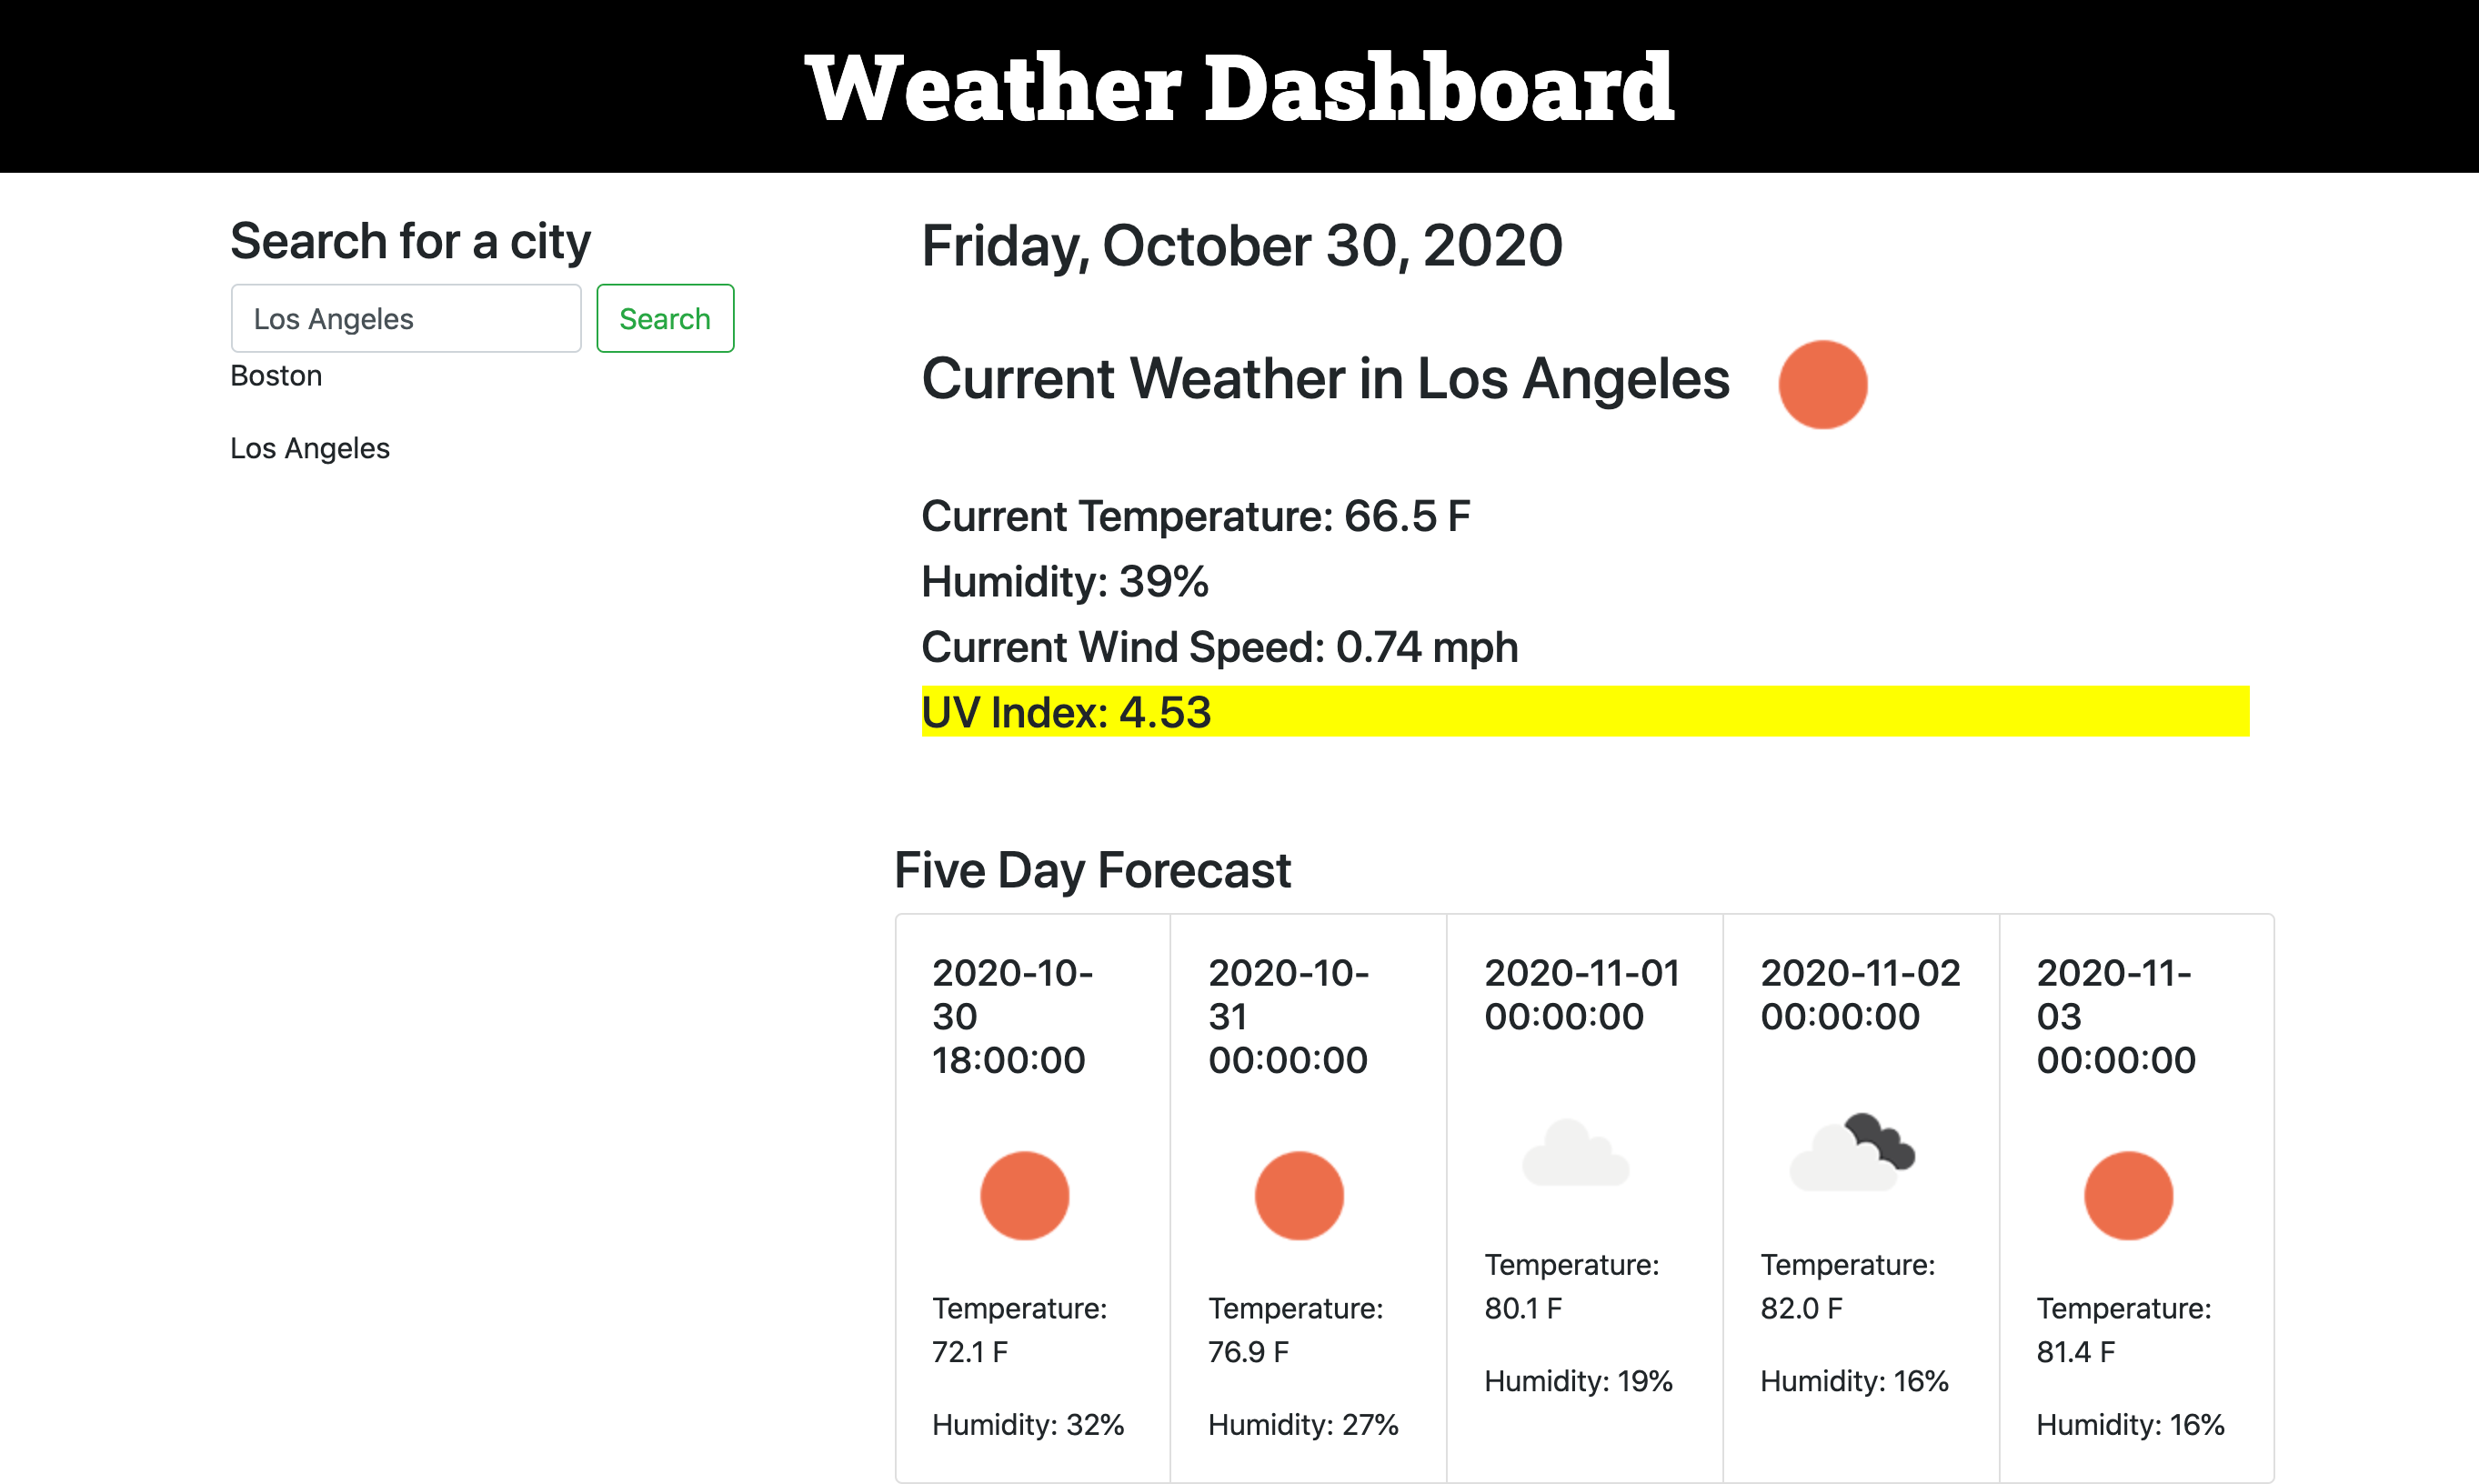 Weather Dashboard
Search for a city
Los Angeles
Search
Boston
Los Angeles
Friday, October 30, 2020
Current Weather in Los Angeles
Current Temperature: 66.5 F
Humidity: 39%
Current Wind Speed: 0.74 mph
UV Index: 4.53
Five Day Forecast
2020-10-
30
18:00:00
Temperature:
72.1 F
Humidity: 32%
2020-10-
31
00:00:00
Temperature:
76.9 F
Humidity: 27%
2020-11-01
00:00:00
Temperature:
80.1 F
Humidity: 19%
2020-11-02
00:00:00
Temperature:
82.0 F
Humidity: 16%
2020-11-
03
00:00:00
Temperature:
81.4 F
Humidity: 16%